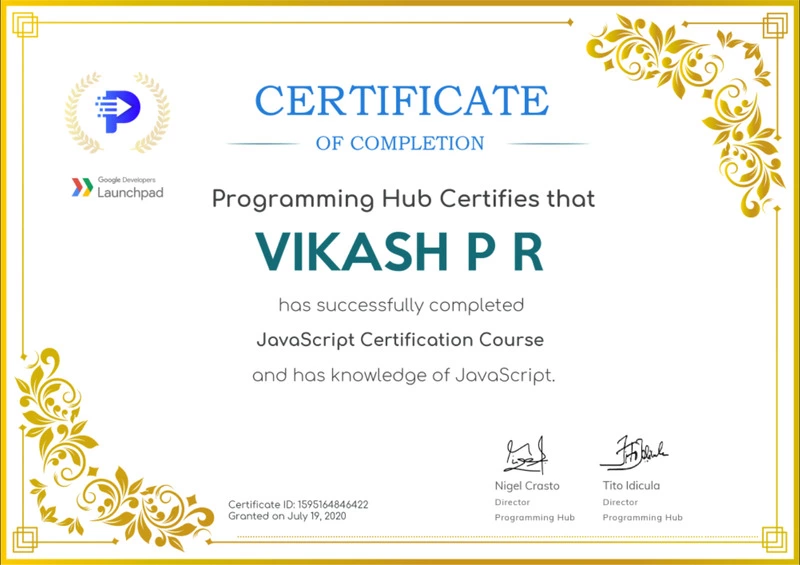 CERTIFICATE
OF COMPLETION
Google Developers
Launchpad
Programming Hub Certifies that
VIKASH P R
has successfully completed
JavaScript Certification Course
and has knowledge of JavaScript.
Nigel Crasto
Director
Programming Hub
Tito Idicula
Director
Programming Hub
Certificate ID: 1595164846422
Granted on July 19, 2020